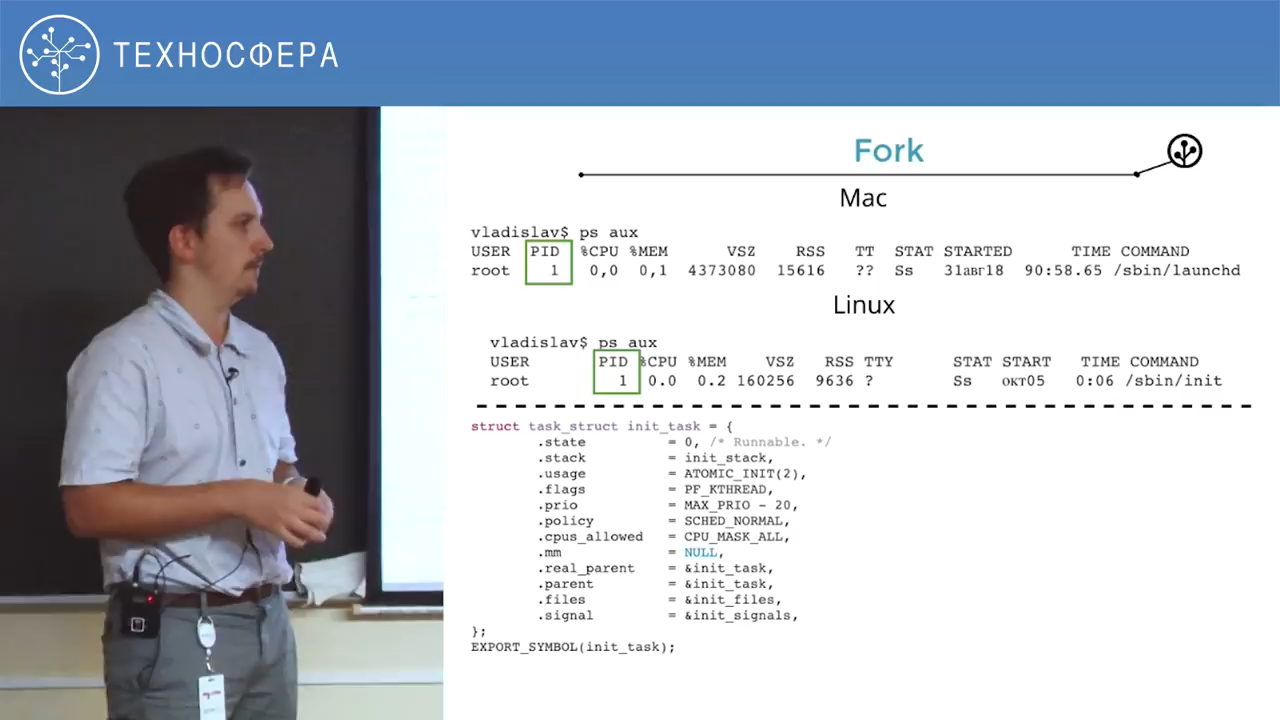 ТЕХНОСФЕРА
Fork
Mac
vladislav$ ps aux
USER PID %CPU %MEM VSZ RSS TT STAT STARTED TIME COMMAND
root 1 0,0 0,1 4373080 15616 ?? Ss 31авг18 90:58.65 /sbin/launchd
Linux
vladislav$ ps aux
USER PID %CPU %MEM VSZ RSS TTY STAT START TIME COMMAND
root 1 0.0 0.2 160256 9636 ? Ss окт05 0:06 /sbin/init
struct task_struct init_task = {
.state = 0, /* Runnable. */
.stack = init_stack,
.usage = ATOMIC_INIT(2),
.flags = PF_KTHREAD,
.prio = MAX_PRIO - 20,
.policy = SCHED_NORMAL,
.cpus_allowed = CPU_MASK_ALL,
.mm = NULL,
.real_parent = &init_task,
.parent = &init_task,
.files = &init_files,
.signal = &init_signals,
};
EXPORT_SYMBOL(init_task);